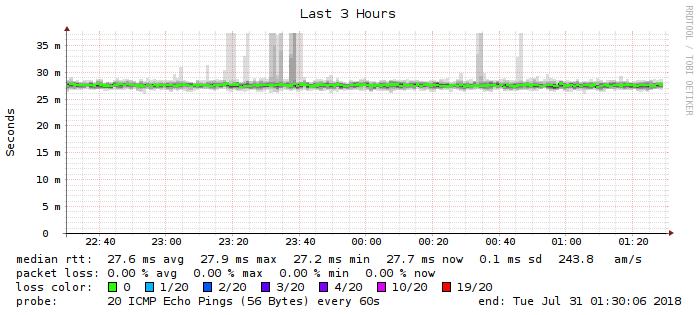 Last 3 Hours
RRDTOOL / TOBI OETIKER
Seconds
35 m
30 m
25 m
20 m
15 m
10 m
5 m
0
22:40 23:00 23:20 23:40 00:00 00:20 00:40 01:00 01:20
median rtt: 27.6 ms avg 27.9 ms max 27.2 ms min 27.7 ms now 0.1 ms sd 243.8 am/s
packet loss: 0.00 % avg 0.00 % max 0.00 % min 0.00 % now
loss color: 0 1/20 2/20 3/20 4/20 10/20 19/20
probe: 20 ICMP Echo Pings (56 Bytes) every 60s end: Tue Jul 31 01:30:06 2018